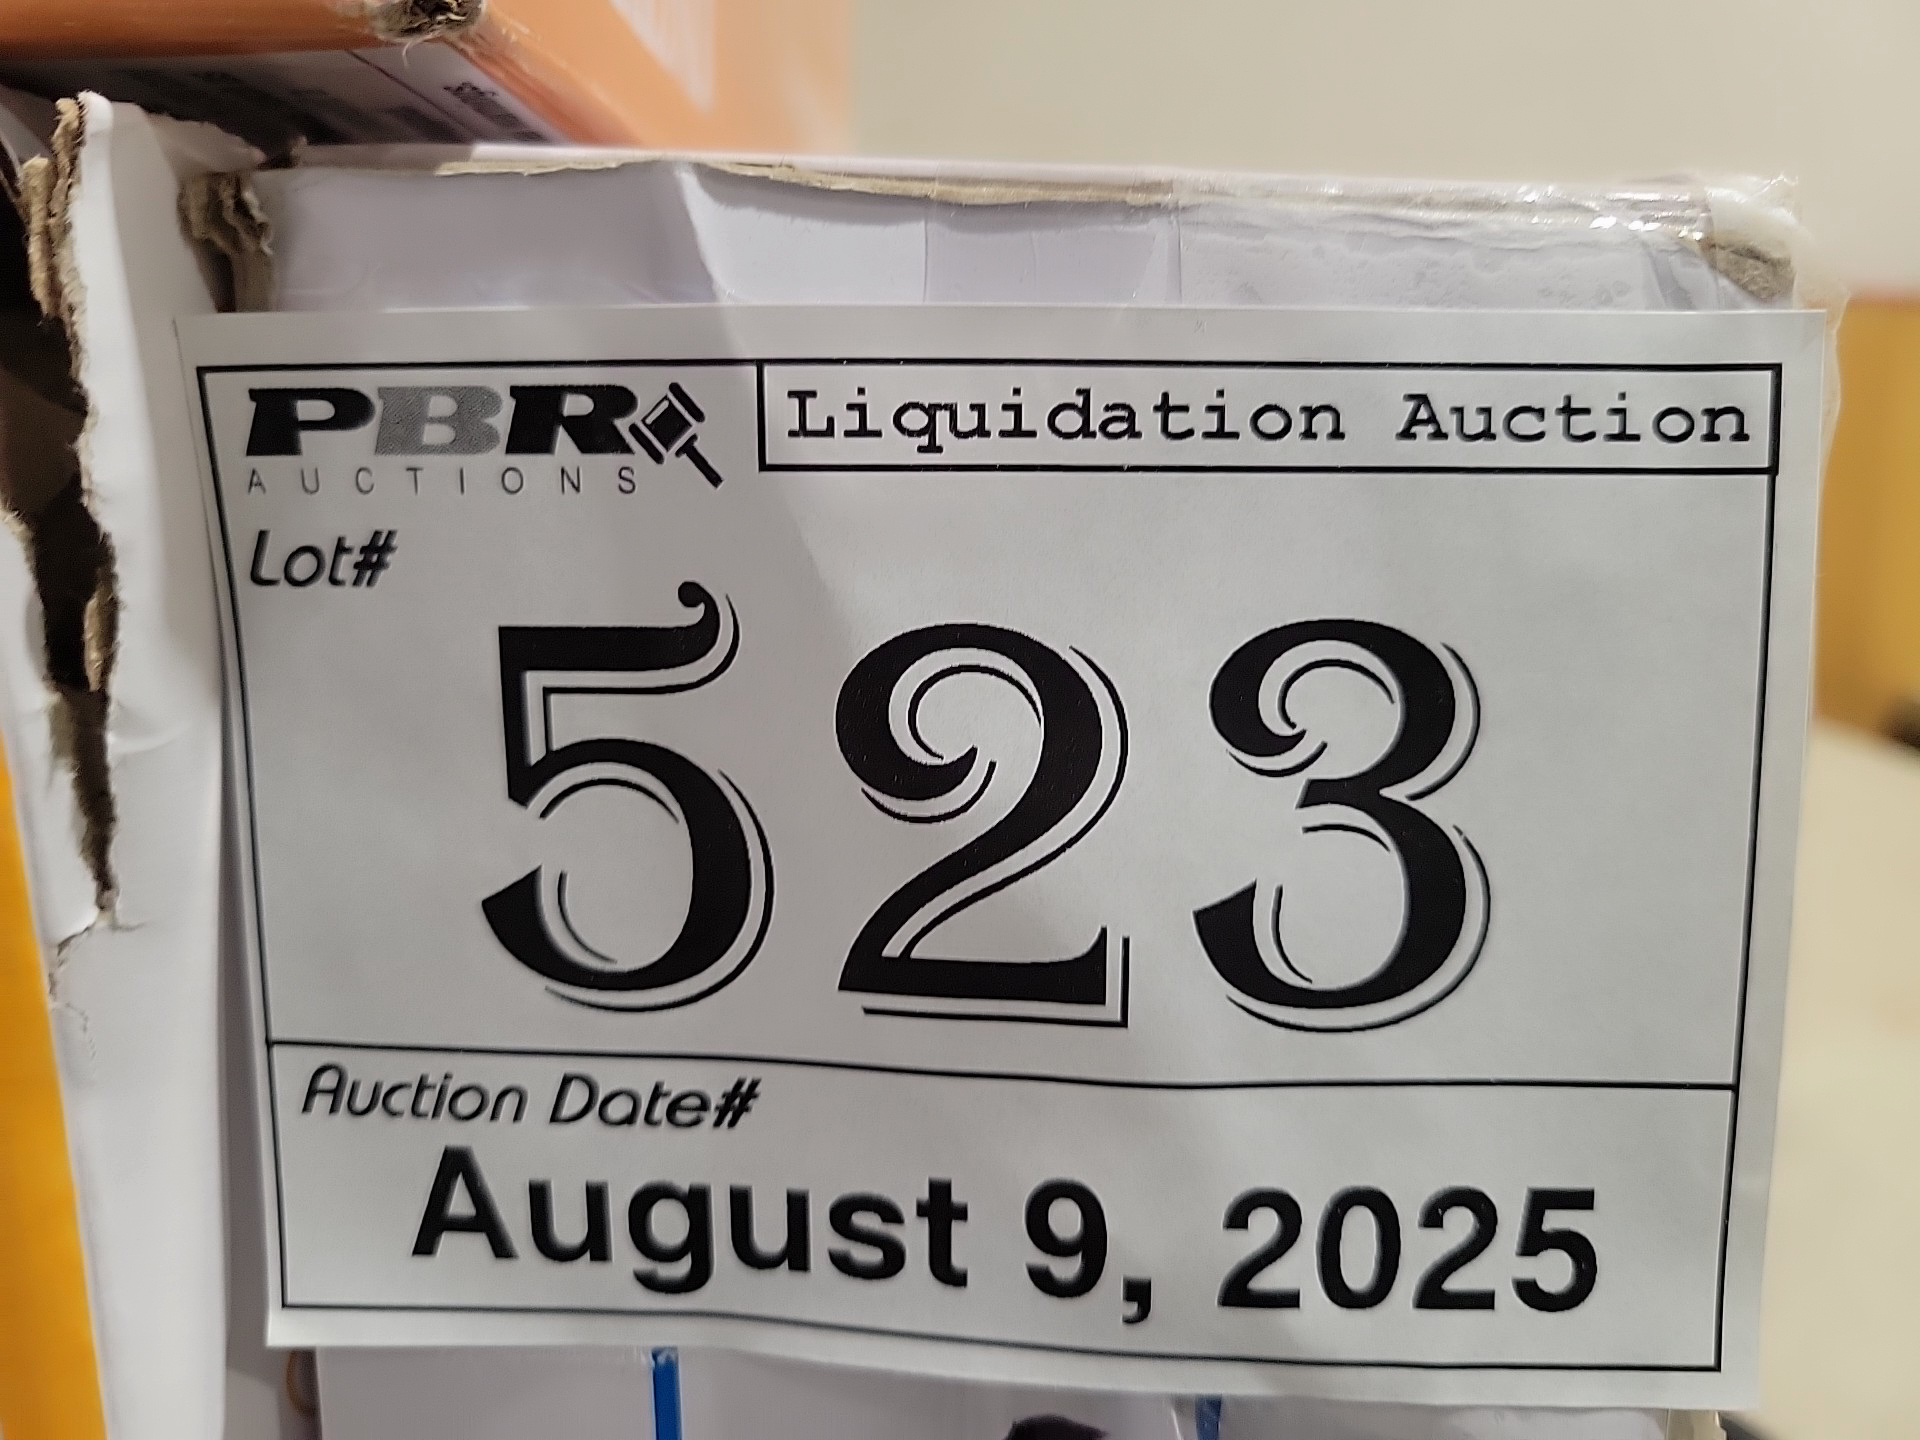 PBR
AUCTIONS
Liquidation Auction
Lot#
523
Auction Date#
August 9, 2025